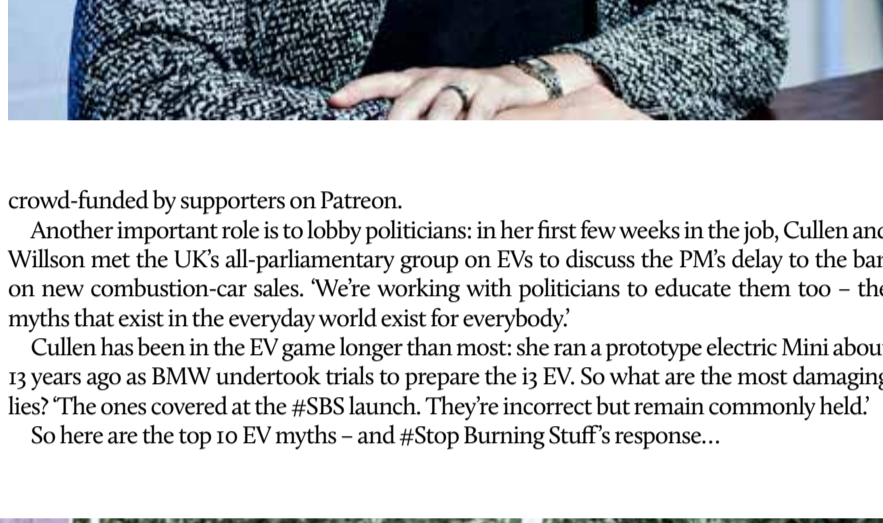 crowd-funded by supporters on Patreon.
Another important role is to lobby politicians: in her first few weeks in the job, Cullen and
Willson met the UK's all-parliamentary group on EVs to discuss the PM's delay to the ban
on new combustion-car sales. ‘We're working with politicians to educate them too – the
myths that exist in the everyday world exist for everybody.’
Cullen has been in the EV game longer than most: she ran a prototype electric Mini about
13 years ago as BMW undertook trials to prepare the i3 EV. So what are the most damaging
lies? ‘The ones covered at the #SBS launch. They're incorrect but remain commonly held.’
So here are the top 10 EV myths – and #Stop Burning Stuff's response…